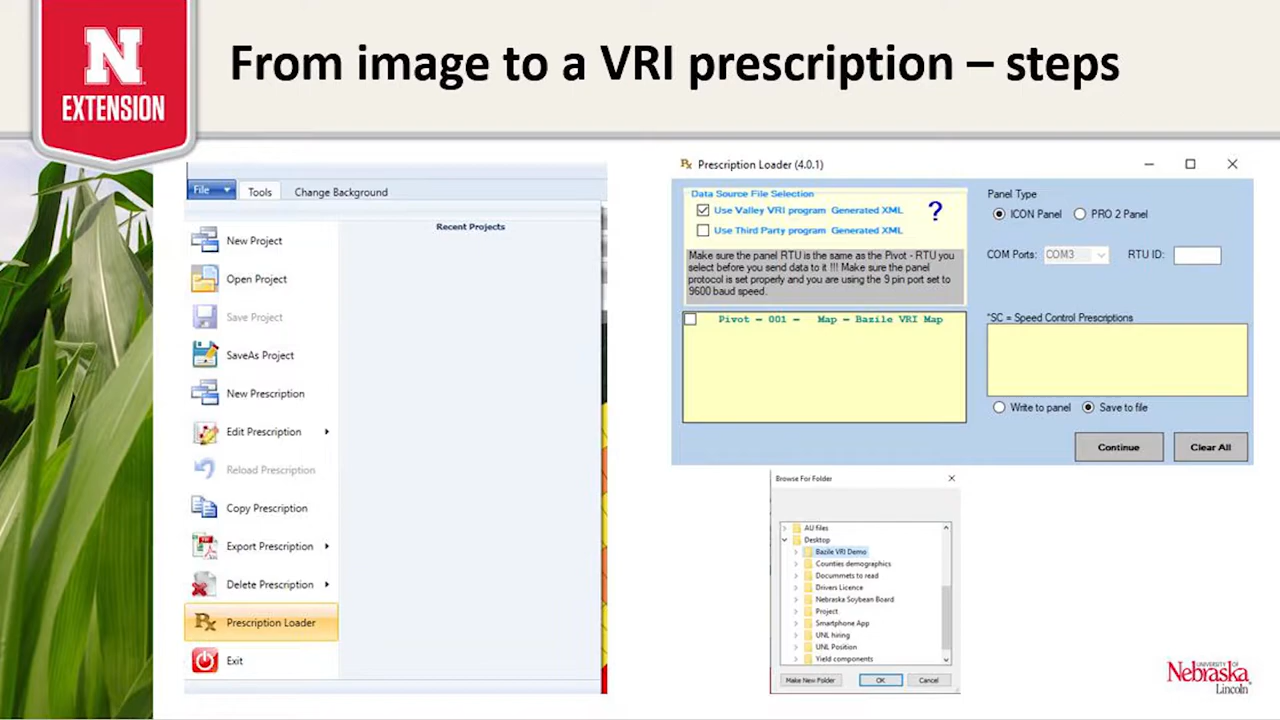 N
EXTENSION
From image to a VRI prescription – steps
File
Tools
Change Background
Recent Projects
New Project
Open Project
Save Project
SaveAs Project
New Prescription
Edit Prescription
Reload Prescription
Copy Prescription
Export Prescription
Delete Prescription
Rx Prescription Loader
Exit
Rx Prescription Loader (4.0.1)
Data Source File Selection
Use Valley VRI program Generated XML
?
Use Third Party program Generated XML
Make sure the panel RTU is the same as the Pivot - RTU you
select before you send data to it !!! Make sure the panel
protocol is set properly and you are using the 9 pin port set to
9600 baud speed.
Pivot - 001 - Map - Bazile VRI Map
Panel Type
ICON Panel
PRO 2 Panel
COM Ports:
COM3
RTU ID:
*SC = Speed Control Prescriptions
Write to panel
Save to file
Continue
Clear All
Browse For Folder
AU files
Desktop
Bazile VRI Demo
Counties demographics
Docummets to read
Drivers Licence
Nebraska Soybean Board
Project
Smartphone App
UNL hiring
UNL Position
Yield components
Make New Folder
OK
Cancel
UNIVERSITY OF
Nebraska
Lincoln